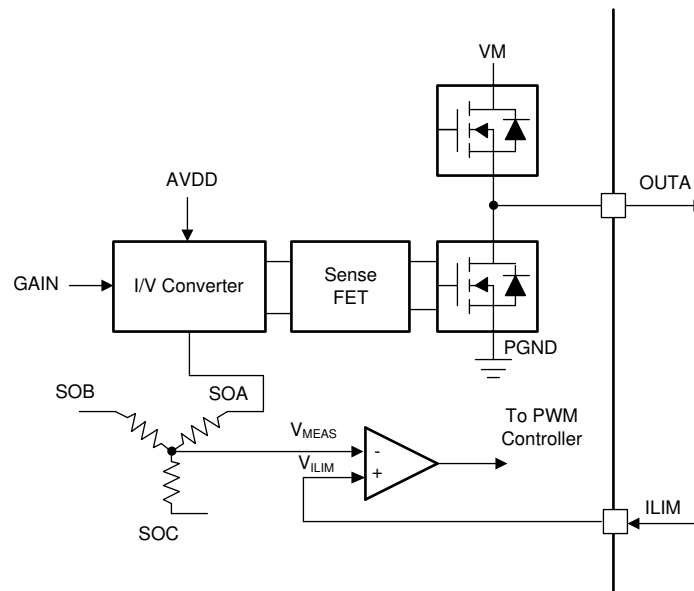 VM
AVDD
OUTA
GAIN
I/V Converter
Sense
FET
PGND
SOB
SOA
To PWM
Controller
VMEAS
-
VILIM
+
ILIM
SOC